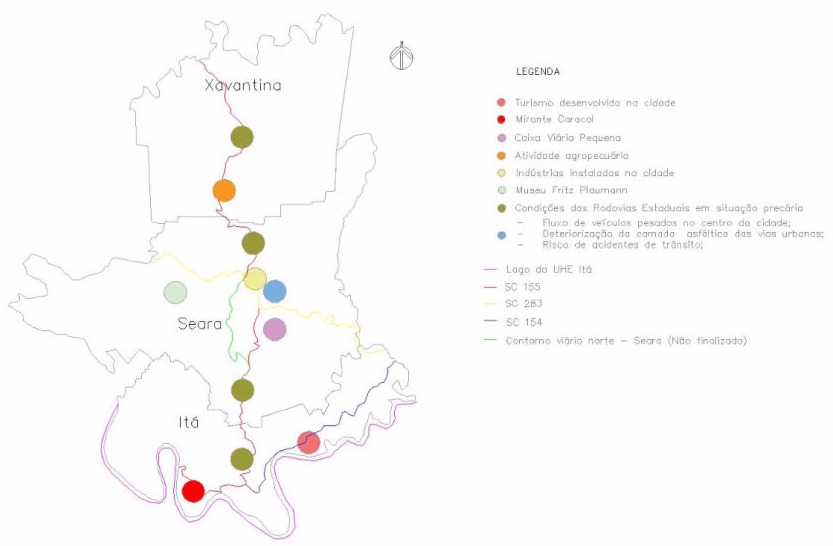 Xavantina
Seara
Itá
LEGENDA
Turismo desenvolvido na cidade
Mirante Caracol
Caixa Viária Pequena
Atividade agropecuária
Indústrias instaladas na cidade
Museu Fritz Plaumann
Condições das Rodovias Estaduais em situação precária
- Fluxo de veículos pesados no centro da cidade;
- Deteriorização da camada asfáltica das vias urbanas;
- Risco de acidentes de trânsito;
Lago da UHE Itá
SC 155
SC 283
SC 154
Contorno viário norte - Seara (Não finalizado)